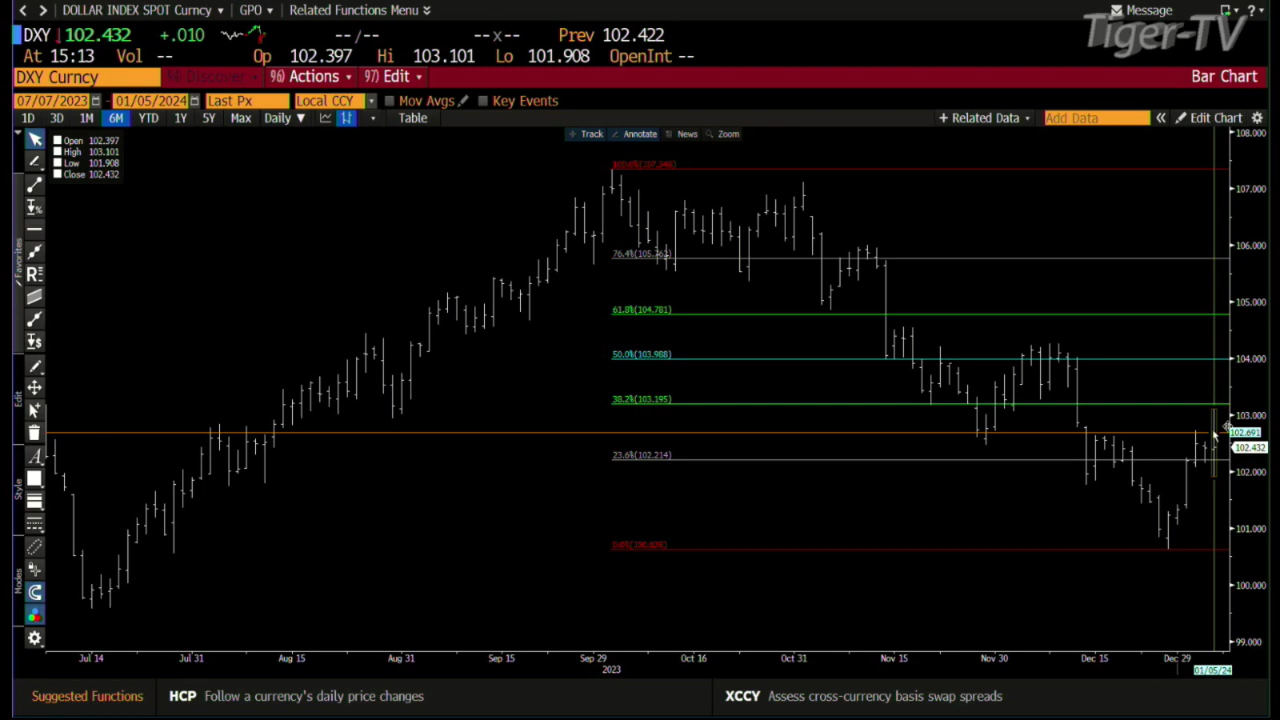 DOLLAR INDEX SPOT Curncy GPO Related Functions Menu Message ?
DXY ↓102.432 +.010 --/-- --x-- Prev 102.422
At 15:13 Vol -- Op 102.397 Hi 103.101 Lo 101.908 OpenInt --
Tiger-TV
DXY Curncy 96) Actions 97) Edit Bar Chart
07/07/2023 - 01/05/2024 Last Px Local CCY Mov Avgs Key Events
1D 3D 1M 6M YTD 1Y 5Y Max Daily ▼ Table + Related Data Add Data « Edit Chart
Track Annotate News Zoom
Open 102.397
High 103.101
Low 101.908
Close 102.432
108.000
107.000
106.000
76.4%(105.762)
105.000
61.8%(104.781)
104.000
50.0%(103.988)
38.2%(103.195)
103.000
102.691
102.432
23.6%(102.214)
102.000
101.000
100.000
99.000
Favorites
Edit
Style
Modes
Jul 14 Jul 31 Aug 15 Aug 31 Sep 15 Sep 29 Oct 16 Oct 31 Nov 15 Nov 30 Dec 15 Dec 29
2023 01/05/24
Suggested Functions HCP Follow a currency's daily price changes XCCY Assess cross-currency basis swap spreads